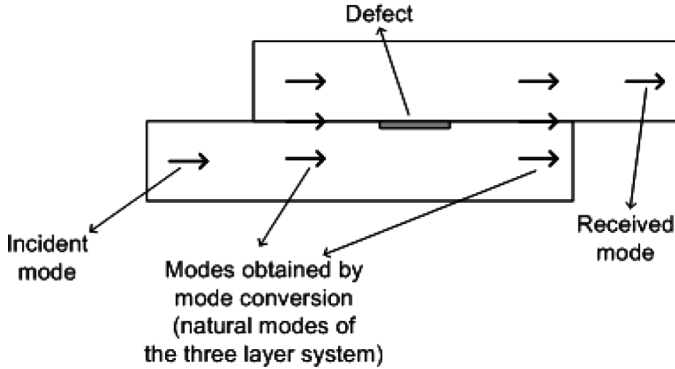 Defect
Incident
mode
Modes obtained by
mode conversion
(natural modes of
the three layer system)
Received
mode